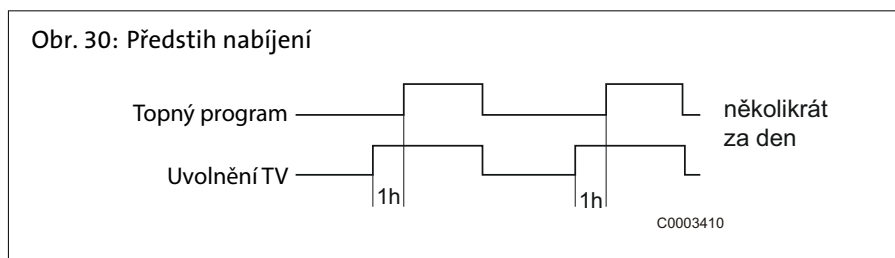 Obr. 30: Předstih nabíjení
Topný program
několikrát
za den
Uvolnění TV
1h
1h
C0003410